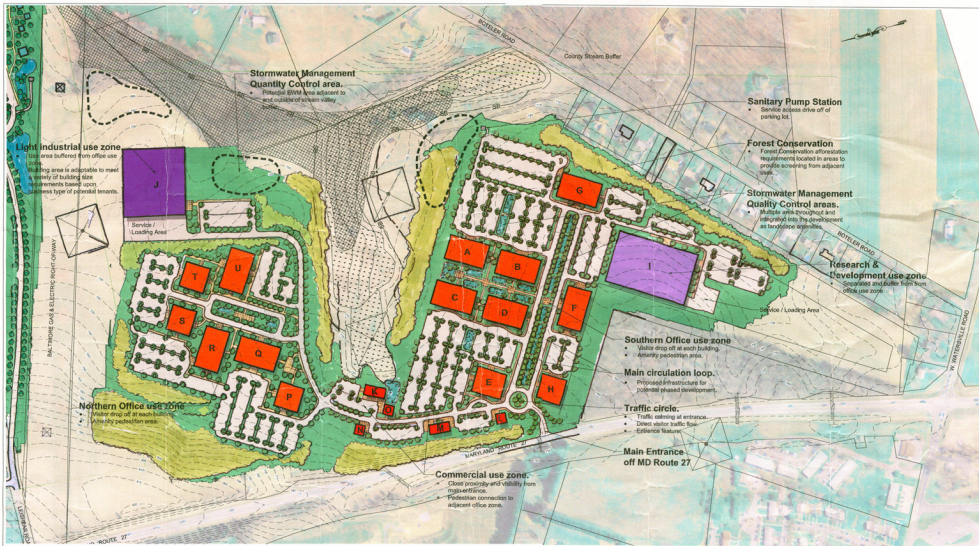 BOTELER ROAD
County Stream Buffer
Stormwater Management
Quantity Control area.
• Potential SWM area adjacent to
and outside of stream valley
buffer.
Sanitary Pump Station
• Service access drive off of
parking lot.
Forest Conservation
• Forest Conservation afforestation
requirements located in areas to
provide screening from adjacent
uses.
Stormwater Management
Quality Control areas.
• Multiple area throughout and
integrated into the development
as landscape amenities.
Light industrial use zone.
• Use area buffered from office use
zone.
• Building area is adaptable to meet
a variety of building size
requirements based upon
business type of potential tenants.
J
Service /
Loading Area
G
BOTELER ROAD
Research &
Development use zone
• Separated and buffer from from
office use zone.
I
Service / Loading Area
W. WATERSVILLE ROAD
BALTIMORE GAS & ELECTRIC RIGHT-OF-WAY
T
U
S
R
Q
P
A
B
C
D
F
E
H
K
O
N
M
Southern Office use zone
• Visitor drop off at each building.
• Amenity pedestrian area.
Main circulation loop.
• Proposed infrastructure for
potential phased development.
Traffic circle.
• Traffic calming at entrance.
• Direct visitor traffic flow.
• Entrance feature.
Main Entrance
off MD Route 27
Northern Office use zone
• Visitor drop off at each building.
• Amenity pedestrian area.
MARYLAND ROUTE 27
Commercial use zone.
• Close proximity and visibility from
main entrance.
• Pedestrian connection to
adjacent office zone.
ROUTE 27